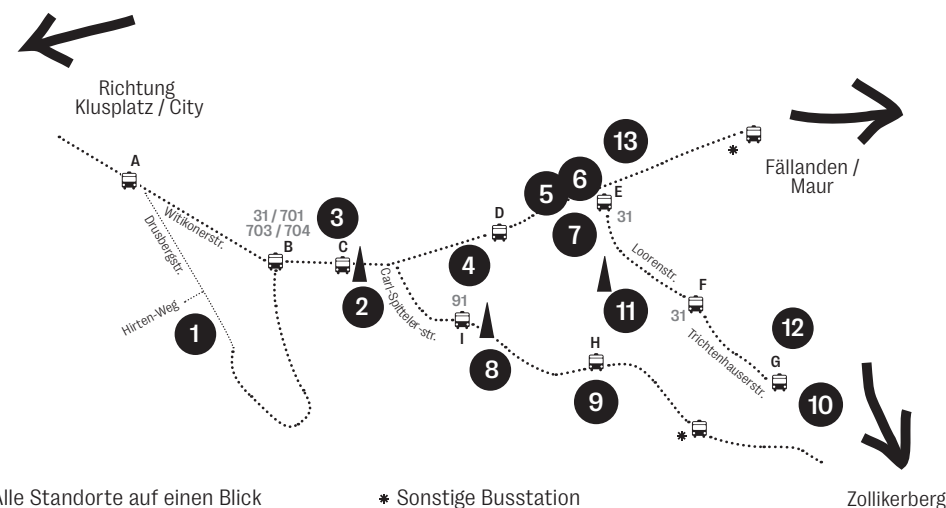 Richtung
Klusplatz / City
Fällanden /
Maur
A
Witikonerstr.
Drusbergstr.
Hirten-Weg
1
31 / 701
703 / 704
B
3
C
2
Carl-Spitteler-str.
D
4
5
6
13
E
31
7
Loorenstr.
11
F
31
Trichtenhauserstr.
12
G
10
91
I
8
H
9
Alle Standorte auf einen Blick
* Sonstige Busstation
Zollikerberg